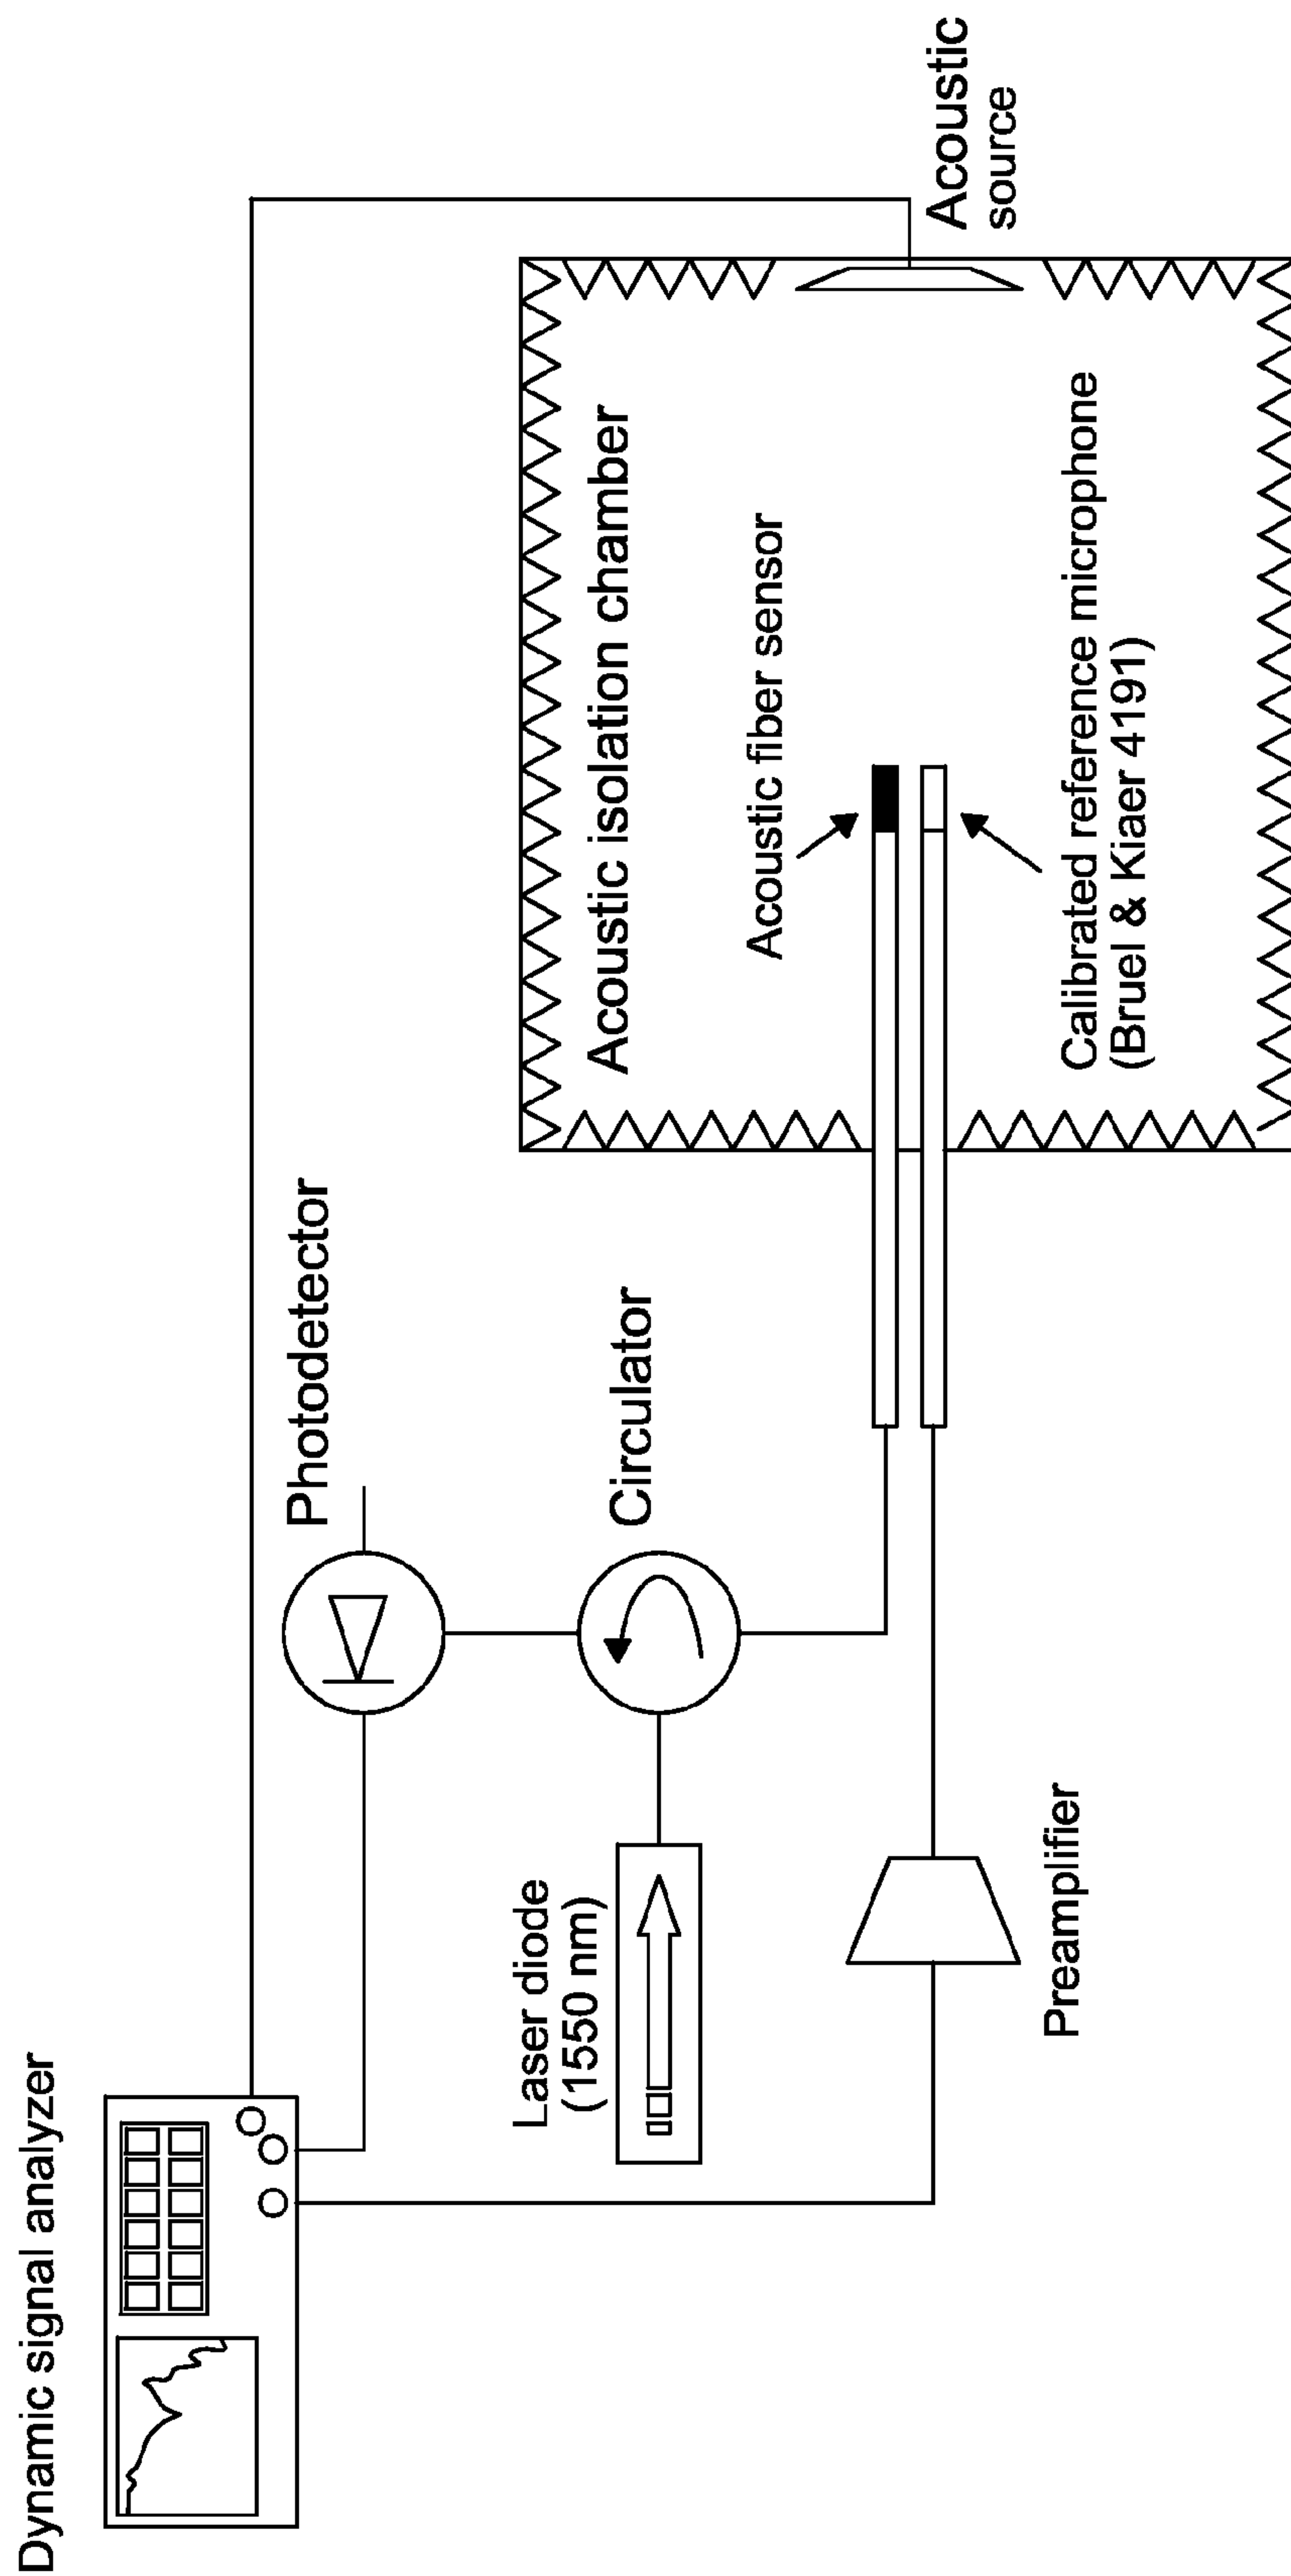 Dynamic signal analyzer
Photodetector
Laser diode
(1550 nm)
Circulator
Acoustic isolation chamber
Acoustic fiber sensor
Acoustic
source
Preamplifier
Calibrated reference microphone
(Bruel & Kiaer 4191)